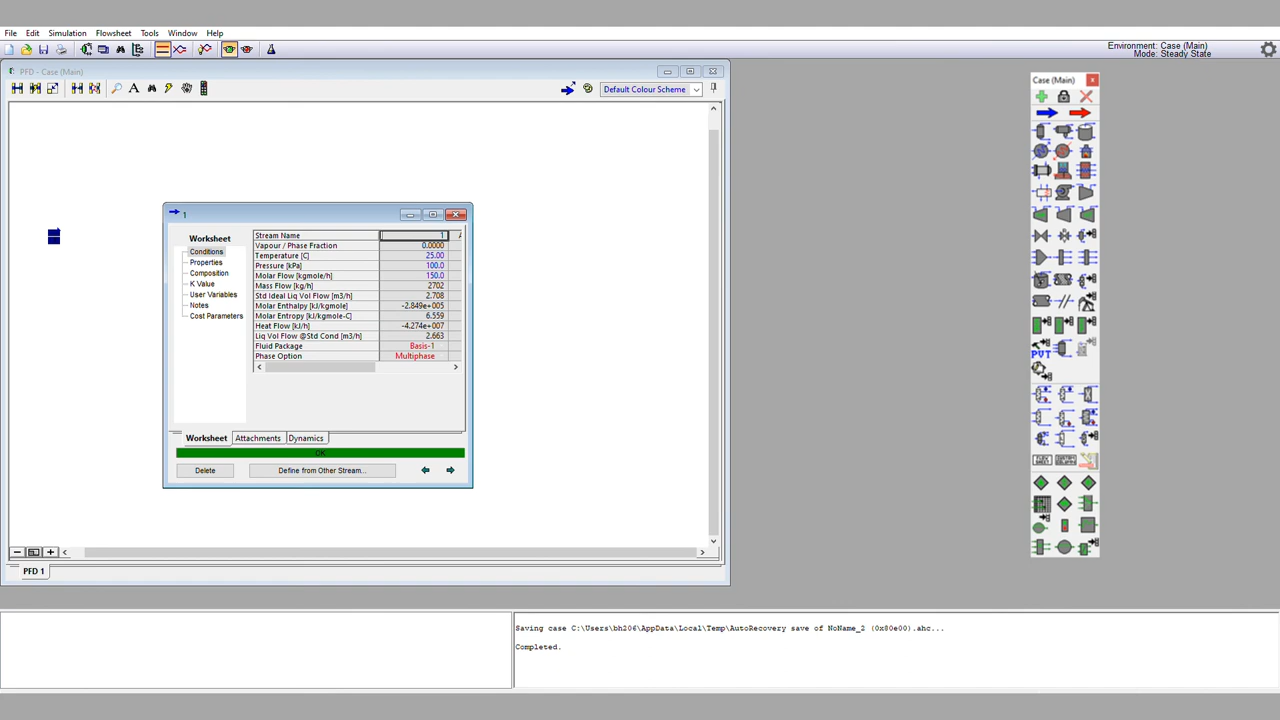 File Edit Simulation Flowsheet Tools Window Help
Environment: Case (Main)
Mode: Steady State
PFD - Case (Main)
Default Colour Scheme
Case (Main)
1
Worksheet
Conditions
Properties
Composition
K Value
User Variables
Notes
Cost Parameters
Stream Name 1
Vapour / Phase Fraction 0.0000
Temperature [C] 25.00
Pressure [kPa] 100.0
Molar Flow [kgmole/h] 150.0
Mass Flow [kg/h] 2702
Std Ideal Liq Vol Flow [m3/h] 2.708
Molar Enthalpy [kJ/kgmole] -2.849e+005
Molar Entropy [kJ/kgmole-C] 6.559
Heat Flow [kJ/h] -4.274e+007
Liq Vol Flow @Std Cond [m3/h] 2.663
Fluid Package Basis-1
Phase Option Multiphase
Worksheet Attachments Dynamics
OK
Delete Define from Other Stream...
PFD 1
PVT
Saving case C:\Users\bh206\AppData\Local\Temp\AutoRecovery save of NoName_2 (0x80e00).ahc...
Completed.